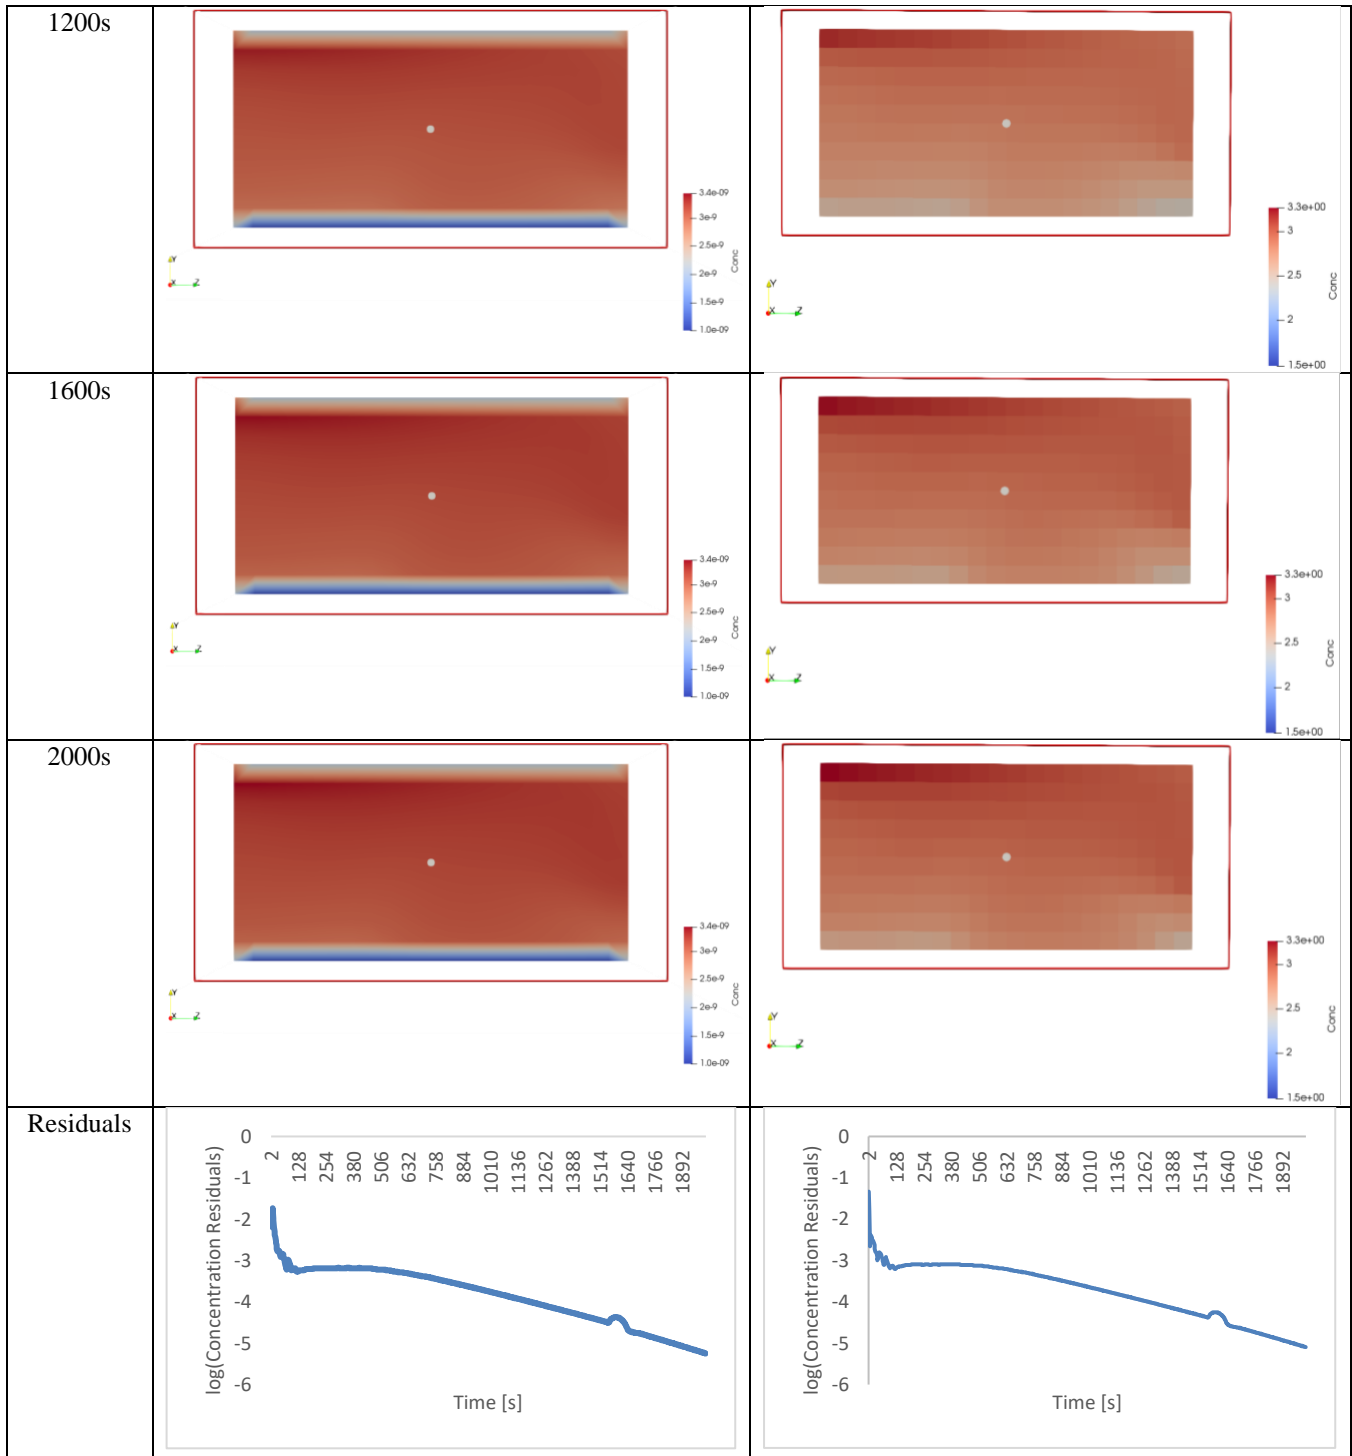 1200s
3.4e-09
3e-9
2.5e-9
2e-9
1.5e-9
1.0e-09
Conc
Y
X
Z
3.3e+00
3
2.5
2
1.5e+00
Conc
Y
X
Z
1600s
3.4e-09
3e-9
2.5e-9
2e-9
1.5e-9
1.0e-09
Conc
Y
X
Z
3.3e+00
3
2.5
2
1.5e+00
Conc
Y
X
Z
2000s
3.4e-09
3e-9
2.5e-9
2e-9
1.5e-9
1.0e-09
Conc
Y
X
Z
3.3e+00
3
2.5
2
1.5e+00
Conc
Y
X
Z
Residuals
log(Concentration Residuals)
0
-1
-2
-3
-4
-5
-6
2 128 254 380 506 632 758 884 1010 1136 1262 1388 1514 1640 1766 1892
Time [s]
log(Concentration Residuals)
0
-1
-2
-3
-4
-5
-6
2 128 254 380 506 632 758 884 1010 1136 1262 1388 1514 1640 1766 1892
Time [s]